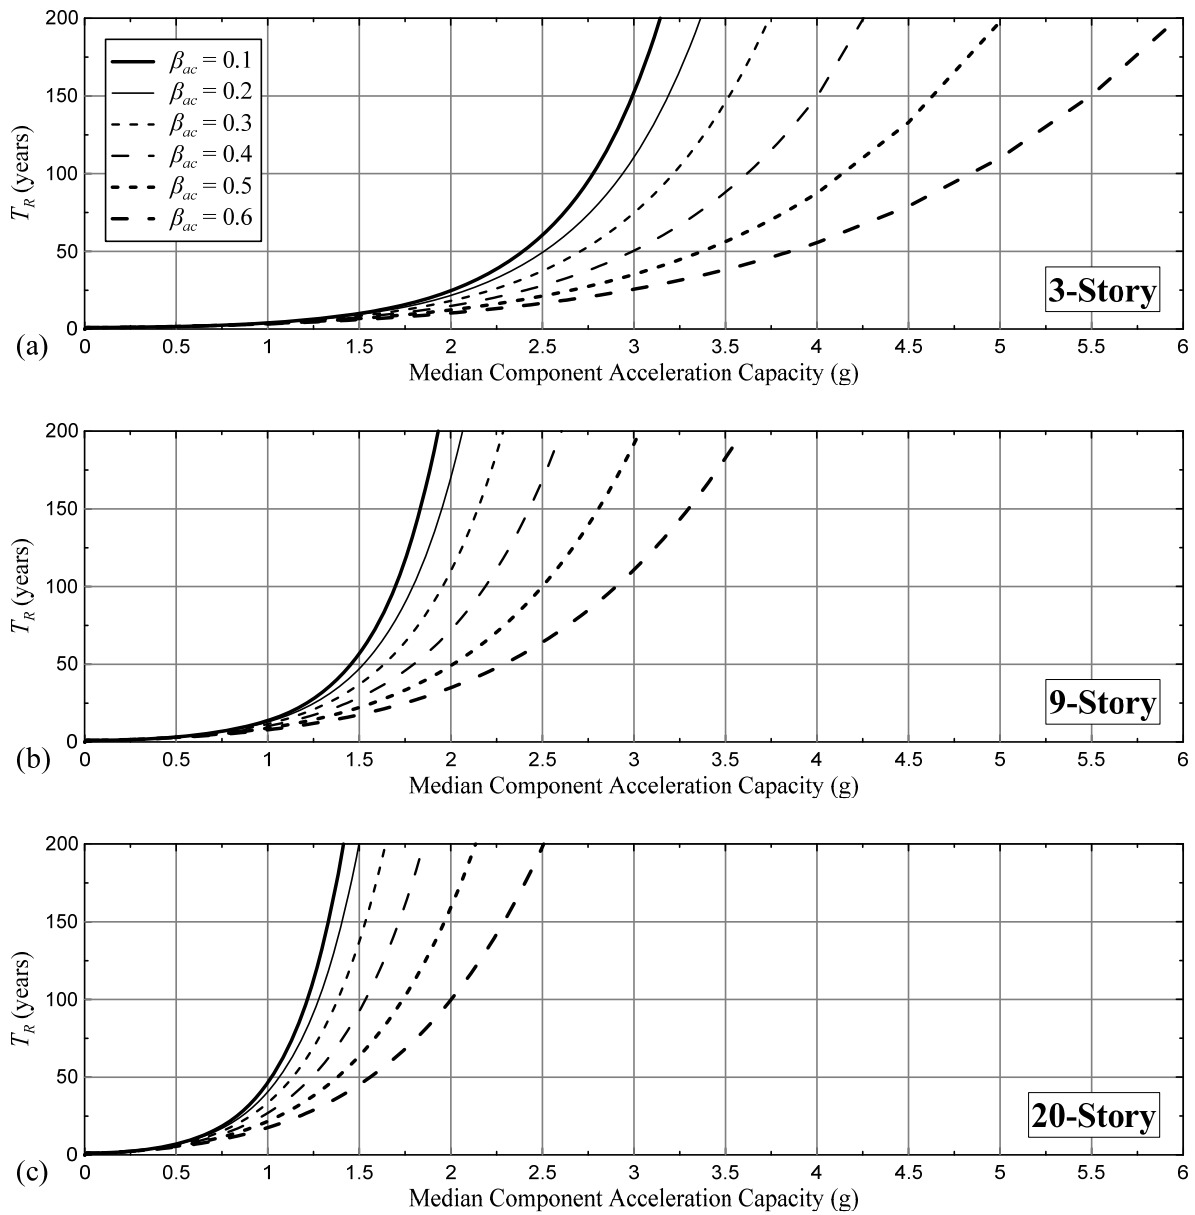 200
150
100
50
0
T_R (years)
β_ac = 0.1
β_ac = 0.2
β_ac = 0.3
β_ac = 0.4
β_ac = 0.5
β_ac = 0.6
3-Story
(a)
0 0.5 1 1.5 2 2.5 3 3.5 4 4.5 5 5.5 6
Median Component Acceleration Capacity (g)
200
150
100
50
0
T_R (years)
9-Story
(b)
0 0.5 1 1.5 2 2.5 3 3.5 4 4.5 5 5.5 6
Median Component Acceleration Capacity (g)
200
150
100
50
0
T_R (years)
20-Story
(c)
0 0.5 1 1.5 2 2.5 3 3.5 4 4.5 5 5.5 6
Median Component Acceleration Capacity (g)